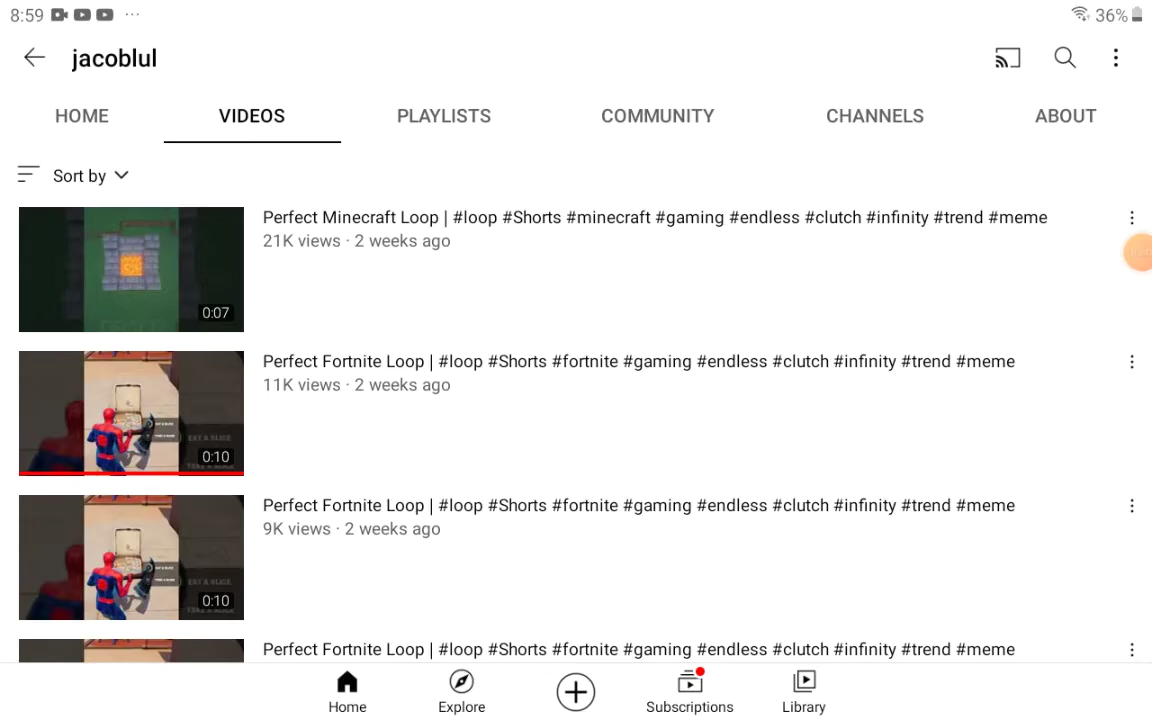 8:59
36%
jacoblul
HOME VIDEOS PLAYLISTS COMMUNITY CHANNELS ABOUT
Sort by
Perfect Minecraft Loop | #loop #Shorts #minecraft #gaming #endless #clutch #infinity #trend #meme
21K views · 2 weeks ago
0:07
Perfect Fortnite Loop | #loop #Shorts #fortnite #gaming #endless #clutch #infinity #trend #meme
11K views · 2 weeks ago
EAT A SLICE
0:10
Perfect Fortnite Loop | #loop #Shorts #fortnite #gaming #endless #clutch #infinity #trend #meme
9K views · 2 weeks ago
EAT A SLICE
0:10
Perfect Fortnite Loop | #loop #Shorts #fortnite #gaming #endless #clutch #infinity #trend #meme
Home Explore Subscriptions Library